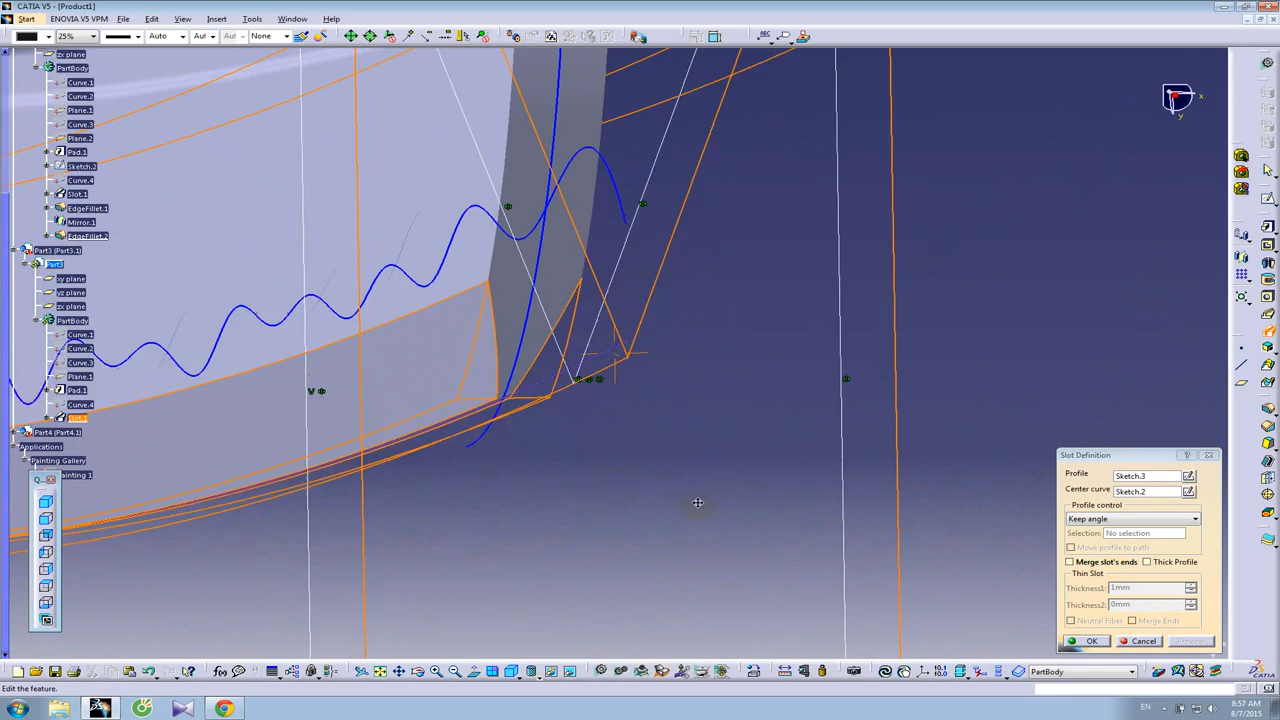 CATIA V5 - [Product1]
Start
ENOVIA V5 VPM
File
Edit
View
Insert
Tools
Window
Help
25%
Auto
Aut
Aut
None
zx plane
PartBody
Curve.1
Curve.2
Plane.1
Curve.3
Plane.2
Pad.1
Sketch.2
Curve.4
Slot.1
EdgeFillet.1
Mirror.1
EdgeFillet.2
Part3 (Part3.1)
Part3
xy plane
yz plane
zx plane
PartBody
Curve.1
Curve.2
Curve.3
Plane.1
Pad.1
Curve.4
Part4 (Part4.1)
Applications
Painting Gallery
ainting 1
Q...
x
y
V
Slot Definition
Profile
Sketch.3
Center curve
Sketch.2
Profile control
Keep angle
Selection:
No selection
Move profile to path
Merge slot's ends
Thick Profile
Thin Slot
Thickness1:
1mm
Thickness2:
0mm
Neutral Fiber
Merge Ends
OK
Cancel
Preview
PartBody
CATIA
Edit the feature.
EN
8:57 AM
8/7/2015